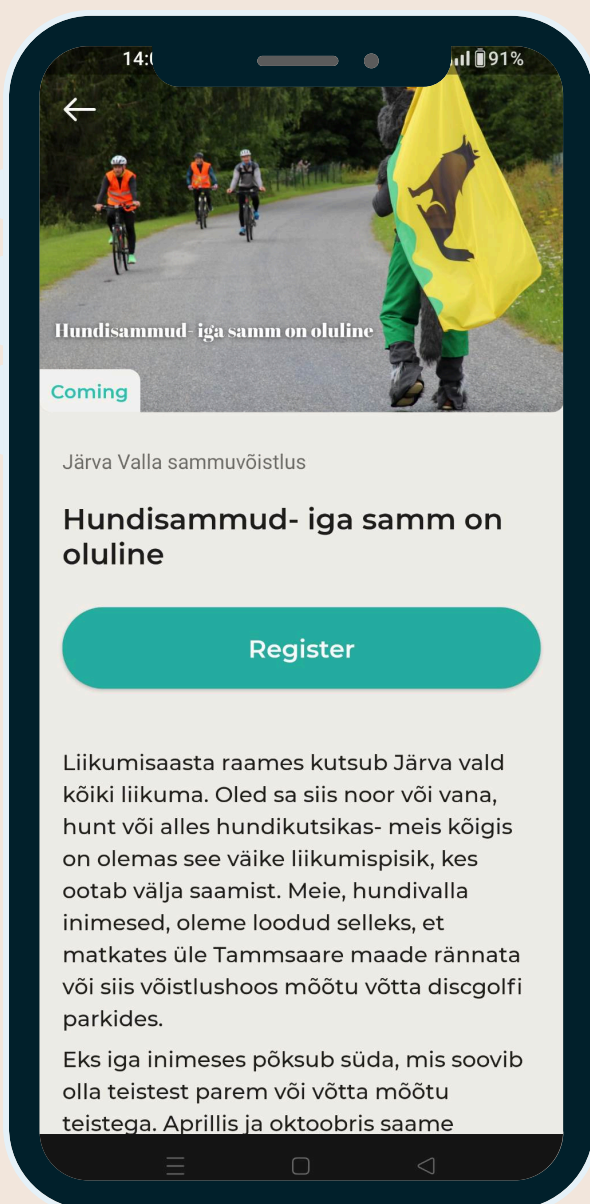 91%
Hundisammud- iga samm on oluline
Coming
Järva Valla sammuvõistlus
Hundisammud- iga samm on
oluline
Register
Liikumisaasta raames kutsub Järva vald
kõiki liikuma. Oled sa siis noor või vana,
hunt või alles hundikutsikas- meis kõigis
on olemas see väike liikumispisik, kes
ootab välja saamist. Meie, hundivalla
inimesed, oleme loodud selleks, et
matkates üle Tammsaare maade rännata
või siis võistlushoos mõõtu võtta discgolfi
parkides.
Eks iga inimeses põksub süda, mis soovib
olla teistest parem või võtta mõõtu
teistega. Aprillis ja oktoobris saame